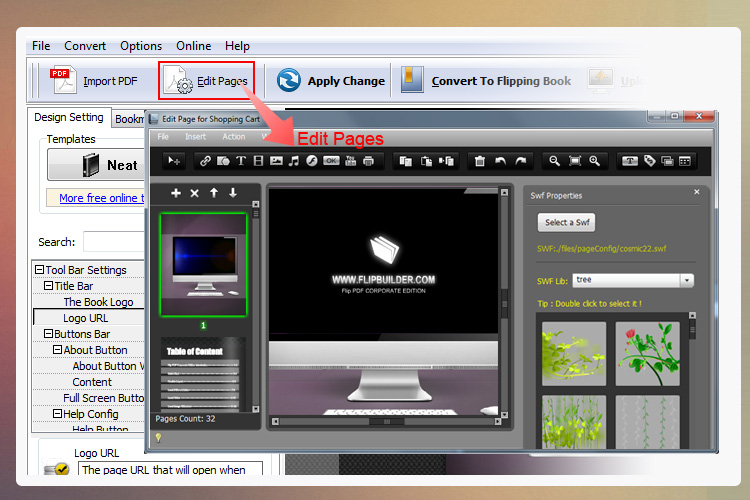 File Convert Options Online Help
PDF Import PDF Edit Pages Apply Change Convert To Flipping Book
Design Setting
Templates
Neat
More free online t
Search:
Tool Bar Settings
Title Bar
The Book Logo
Logo URL
Buttons Bar
About Button
About Button
Content
Full Screen Butto
Help Config
Help Button
Logo URL
The page URL that will open when
Edit Page for Shopping Cart
File Insert Action
Edit Pages
OK
1
Table of Content
Pages Count: 32
WWW.FLIPBUILDER.COM
Flip PDF CORPORATE EDITION
Swf Properties
Select a Swf
SWF:./files/pageConfig/cosmic22.swf
SWF Lib: tree
Tip : Double click to select it !